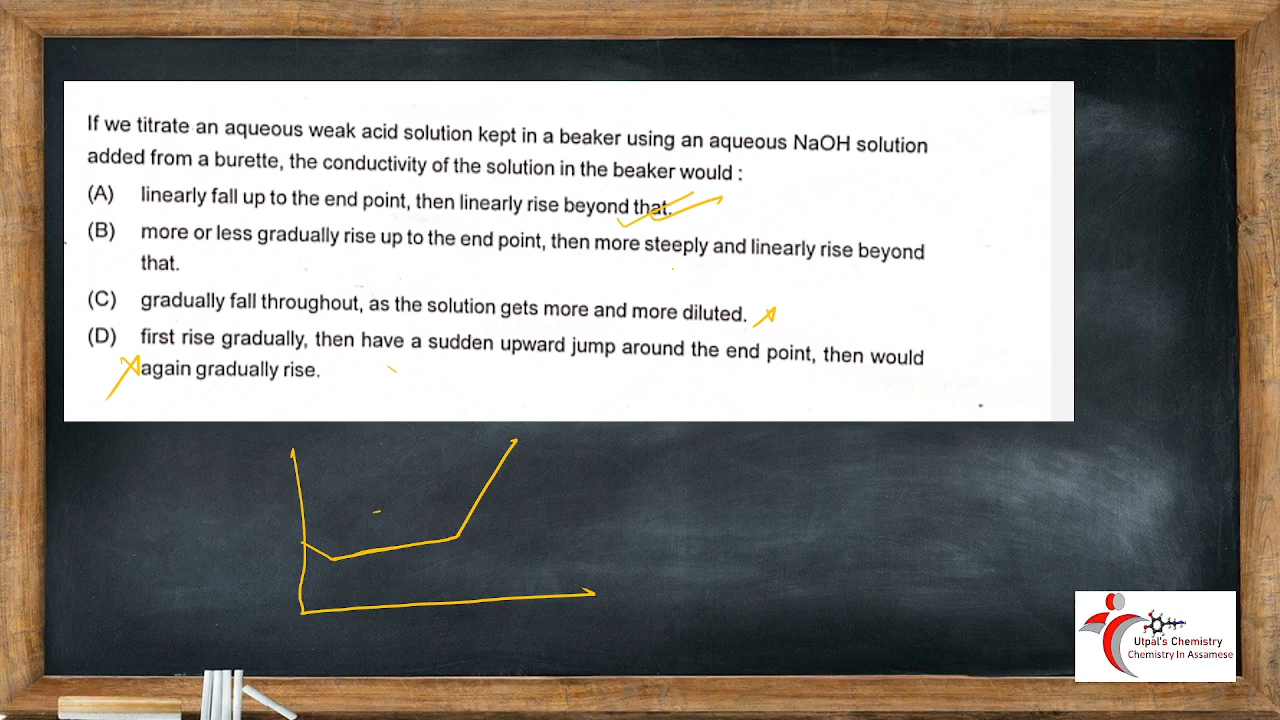 If we titrate an aqueous weak acid solution kept in a beaker using an aqueous NaOH solution
added from a burette, the conductivity of the solution in the beaker would :
(A) linearly fall up to the end point, then linearly rise beyond that.
(B) more or less gradually rise up to the end point, then more steeply and linearly rise beyond
that.
(C) gradually fall throughout, as the solution gets more and more diluted.
(D) first rise gradually, then have a sudden upward jump around the end point, then would
again gradually rise.
Utpal's Chemistry
Chemistry In Assamese